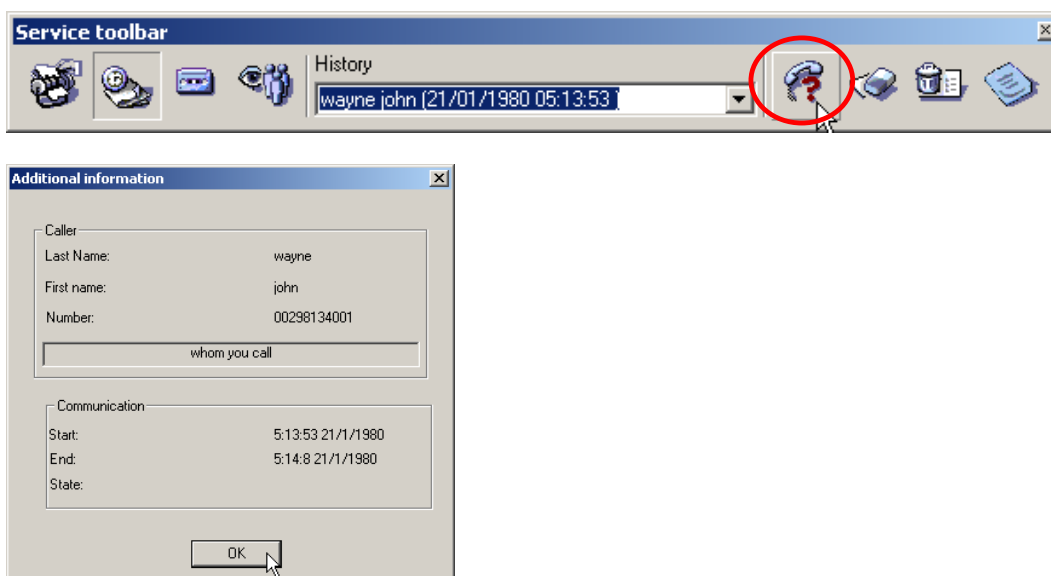 Service toolbar
History
wayne john (21/01/1980 05:13:53 )
Additional information
Caller
Last Name: wayne
First name: john
Number: 00298134001
whom you call
Communication
Start: 5:13:53 21/1/1980
End: 5:14:8 21/1/1980
State:
OK